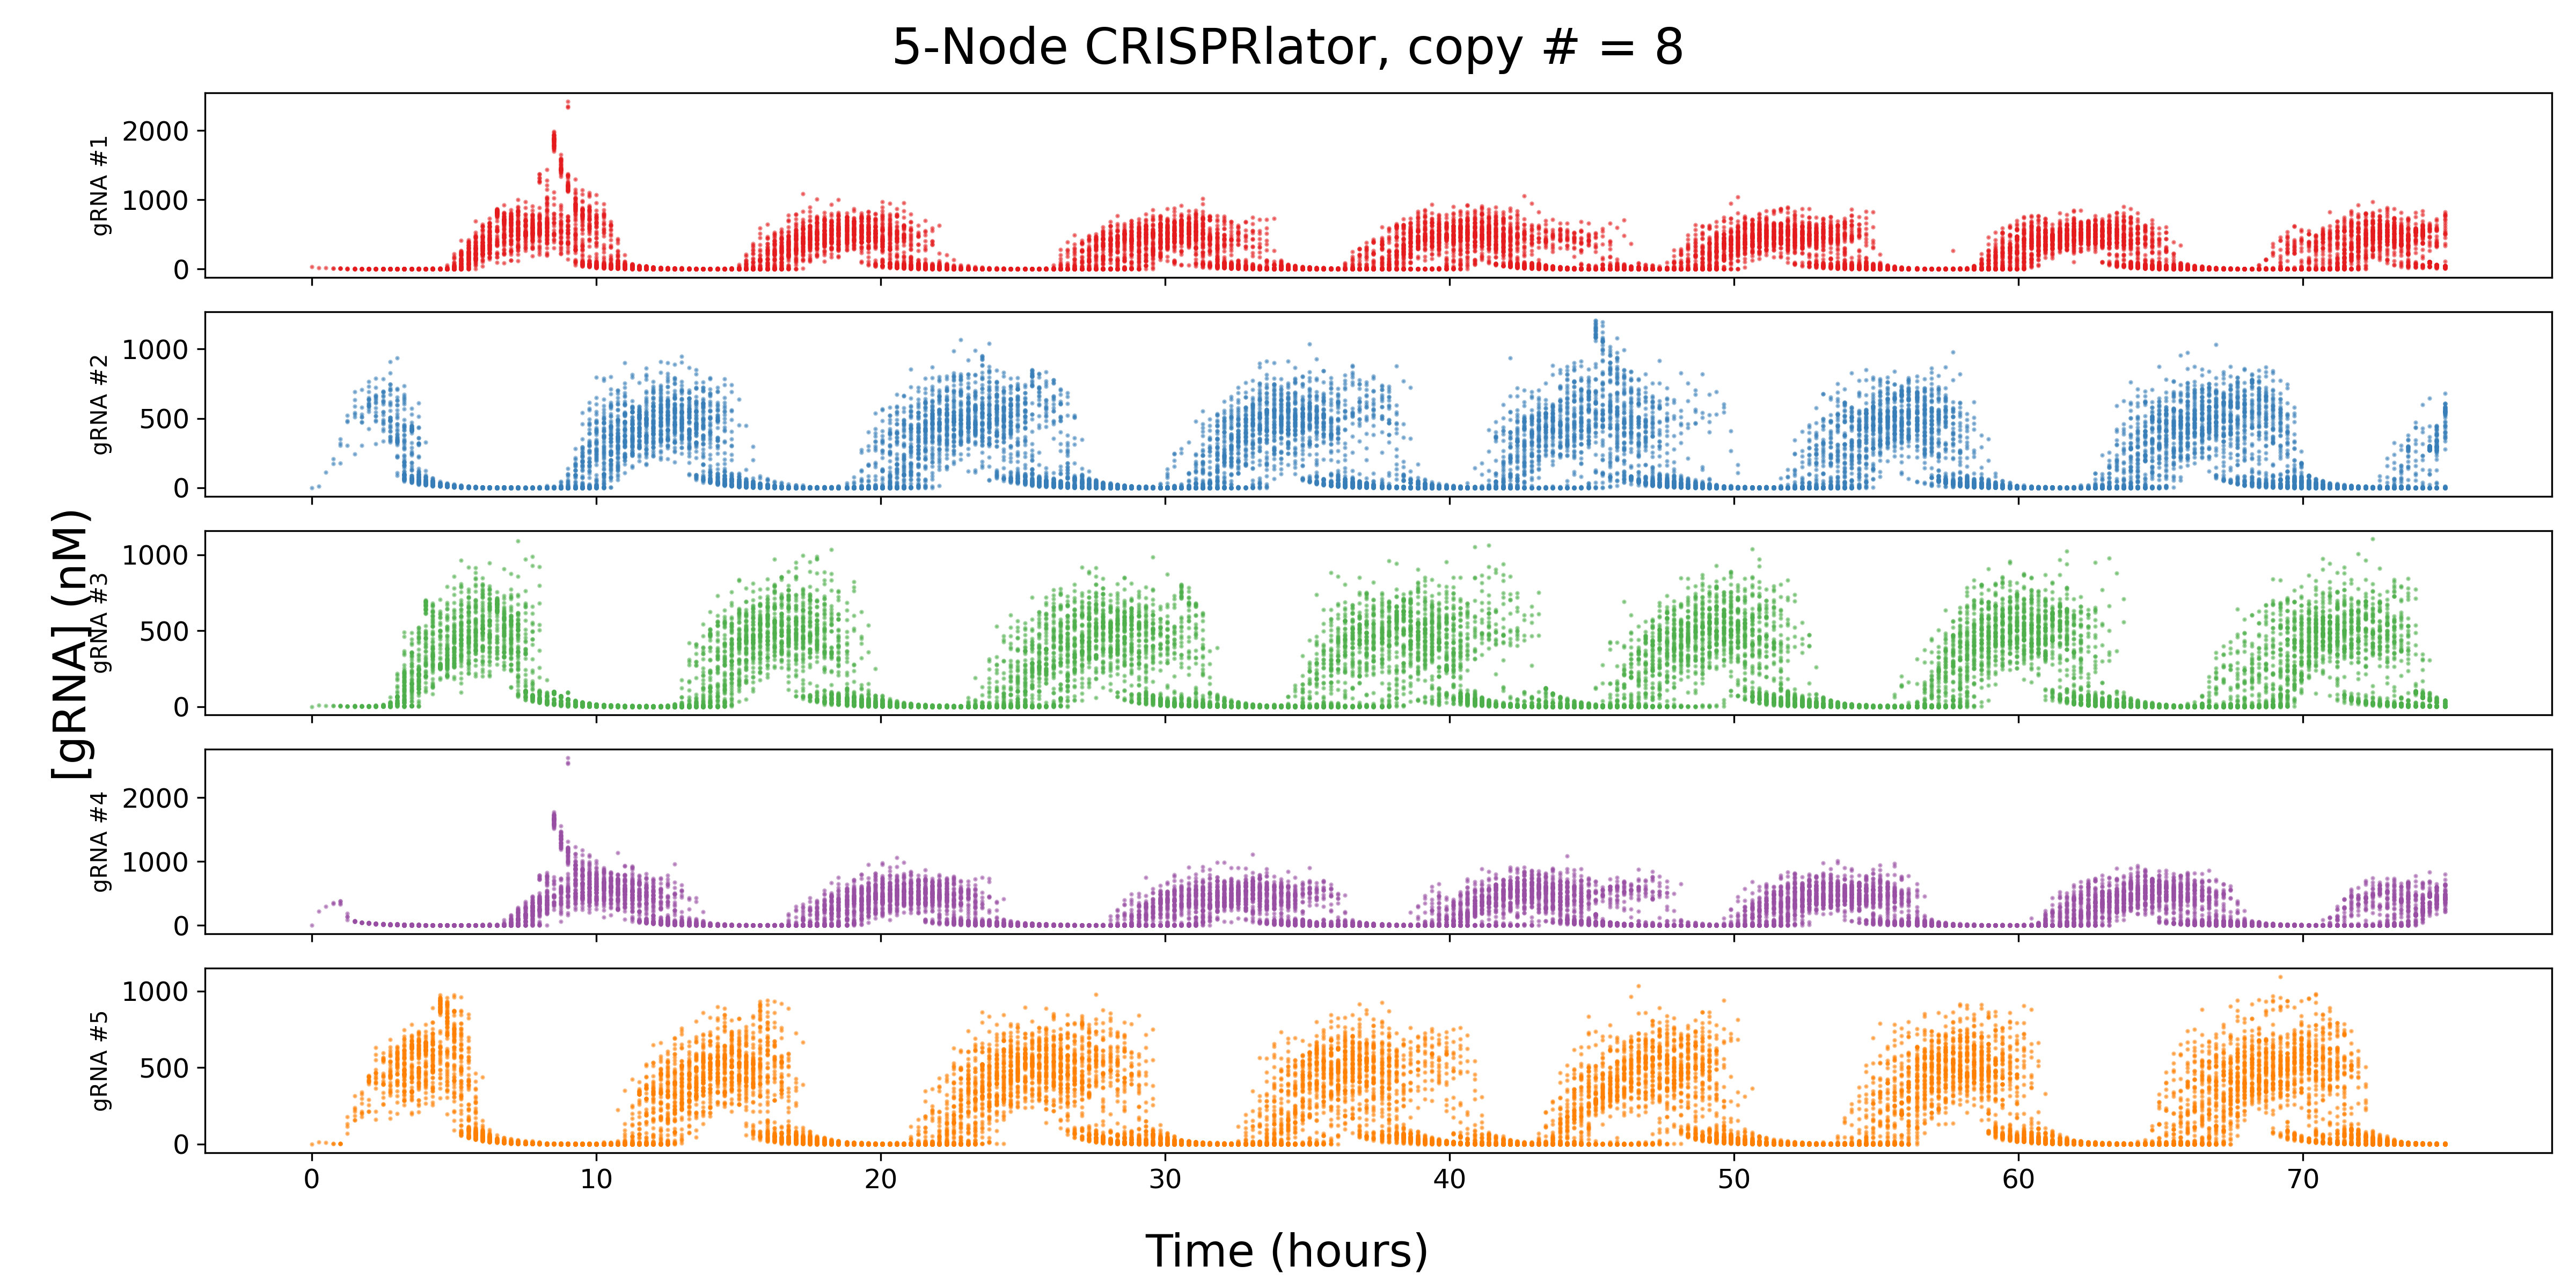 5-Node CRISPRlator, copy # = 8
[gRNA] (nM)
gRNA #1
2000
1000
0
gRNA #2
1000
500
0
gRNA #3
1000
500
0
gRNA #4
2000
1000
0
gRNA #5
1000
500
0
0 10 20 30 40 50 60 70
Time (hours)